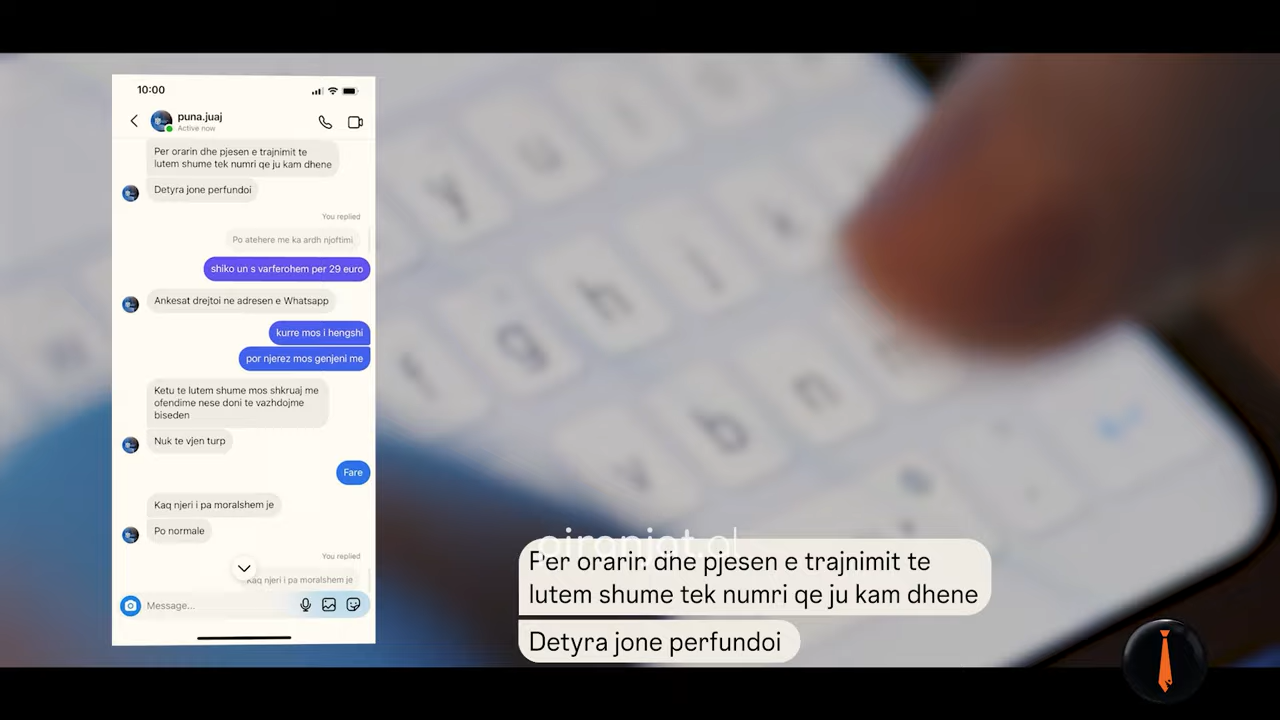 10:00
puna.juaj
Active now
Per orarin dhe pjesen e trajnimit te
lutem shume tek numri qe ju kam dhene
Detyra jone perfundoi
You replied
Po atehere me ka ardh njoftimi
shiko un s varferohem per 29 euro
Ankesat drejtoi ne adresen e Whatsapp
kurre mos i hengshi
por njerez mos genjeni me
Ketu te lutem shume mos shkruaj me
ofendime nese doni te vazhdojme
biseden
Nuk te vjen turp
Fare
Kaq njeri i pa moralshem je
Po normale
You replied
Kaq njeri i pa moralshem je
Message...
y
u
f
g
h
j
k
v
b
n
Per orarin dhe pjesen e trajnimit te
lutem shume tek numri qe ju kam dhene
Detyra jone perfundoi